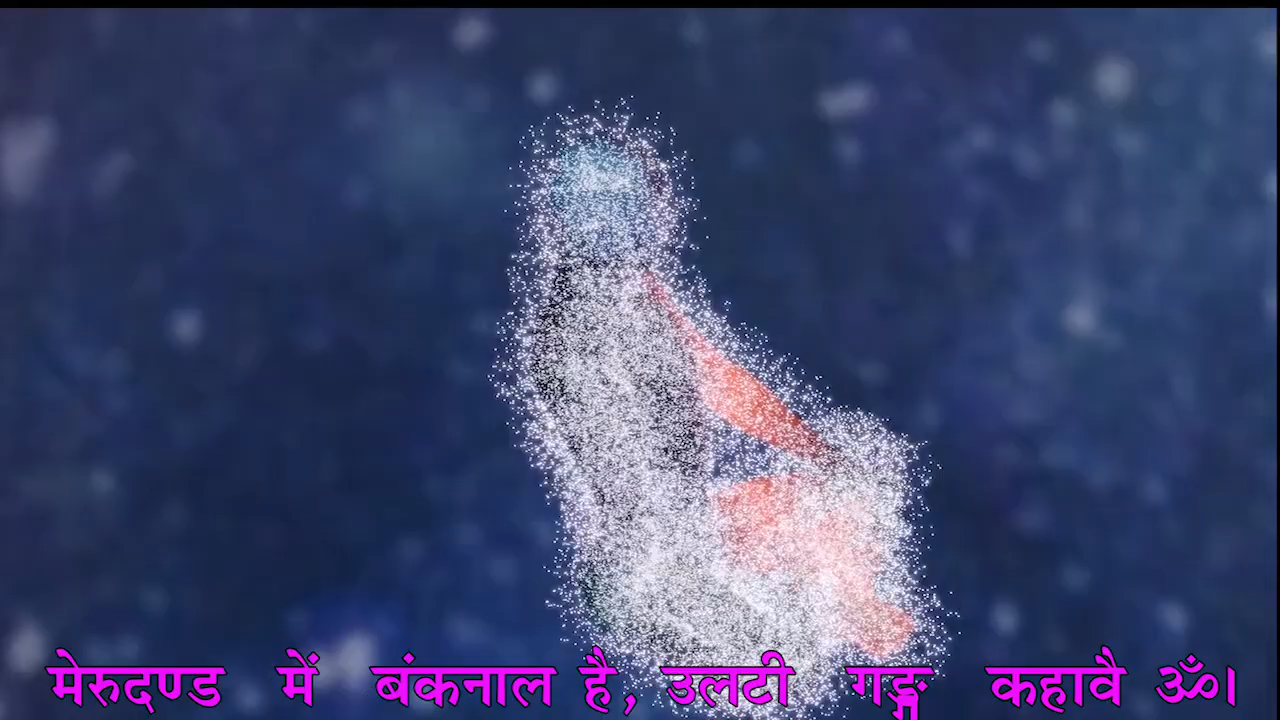 मेरुदण्ड में बंकनाल है, उलटी गङ्ग कहावै ॐ।